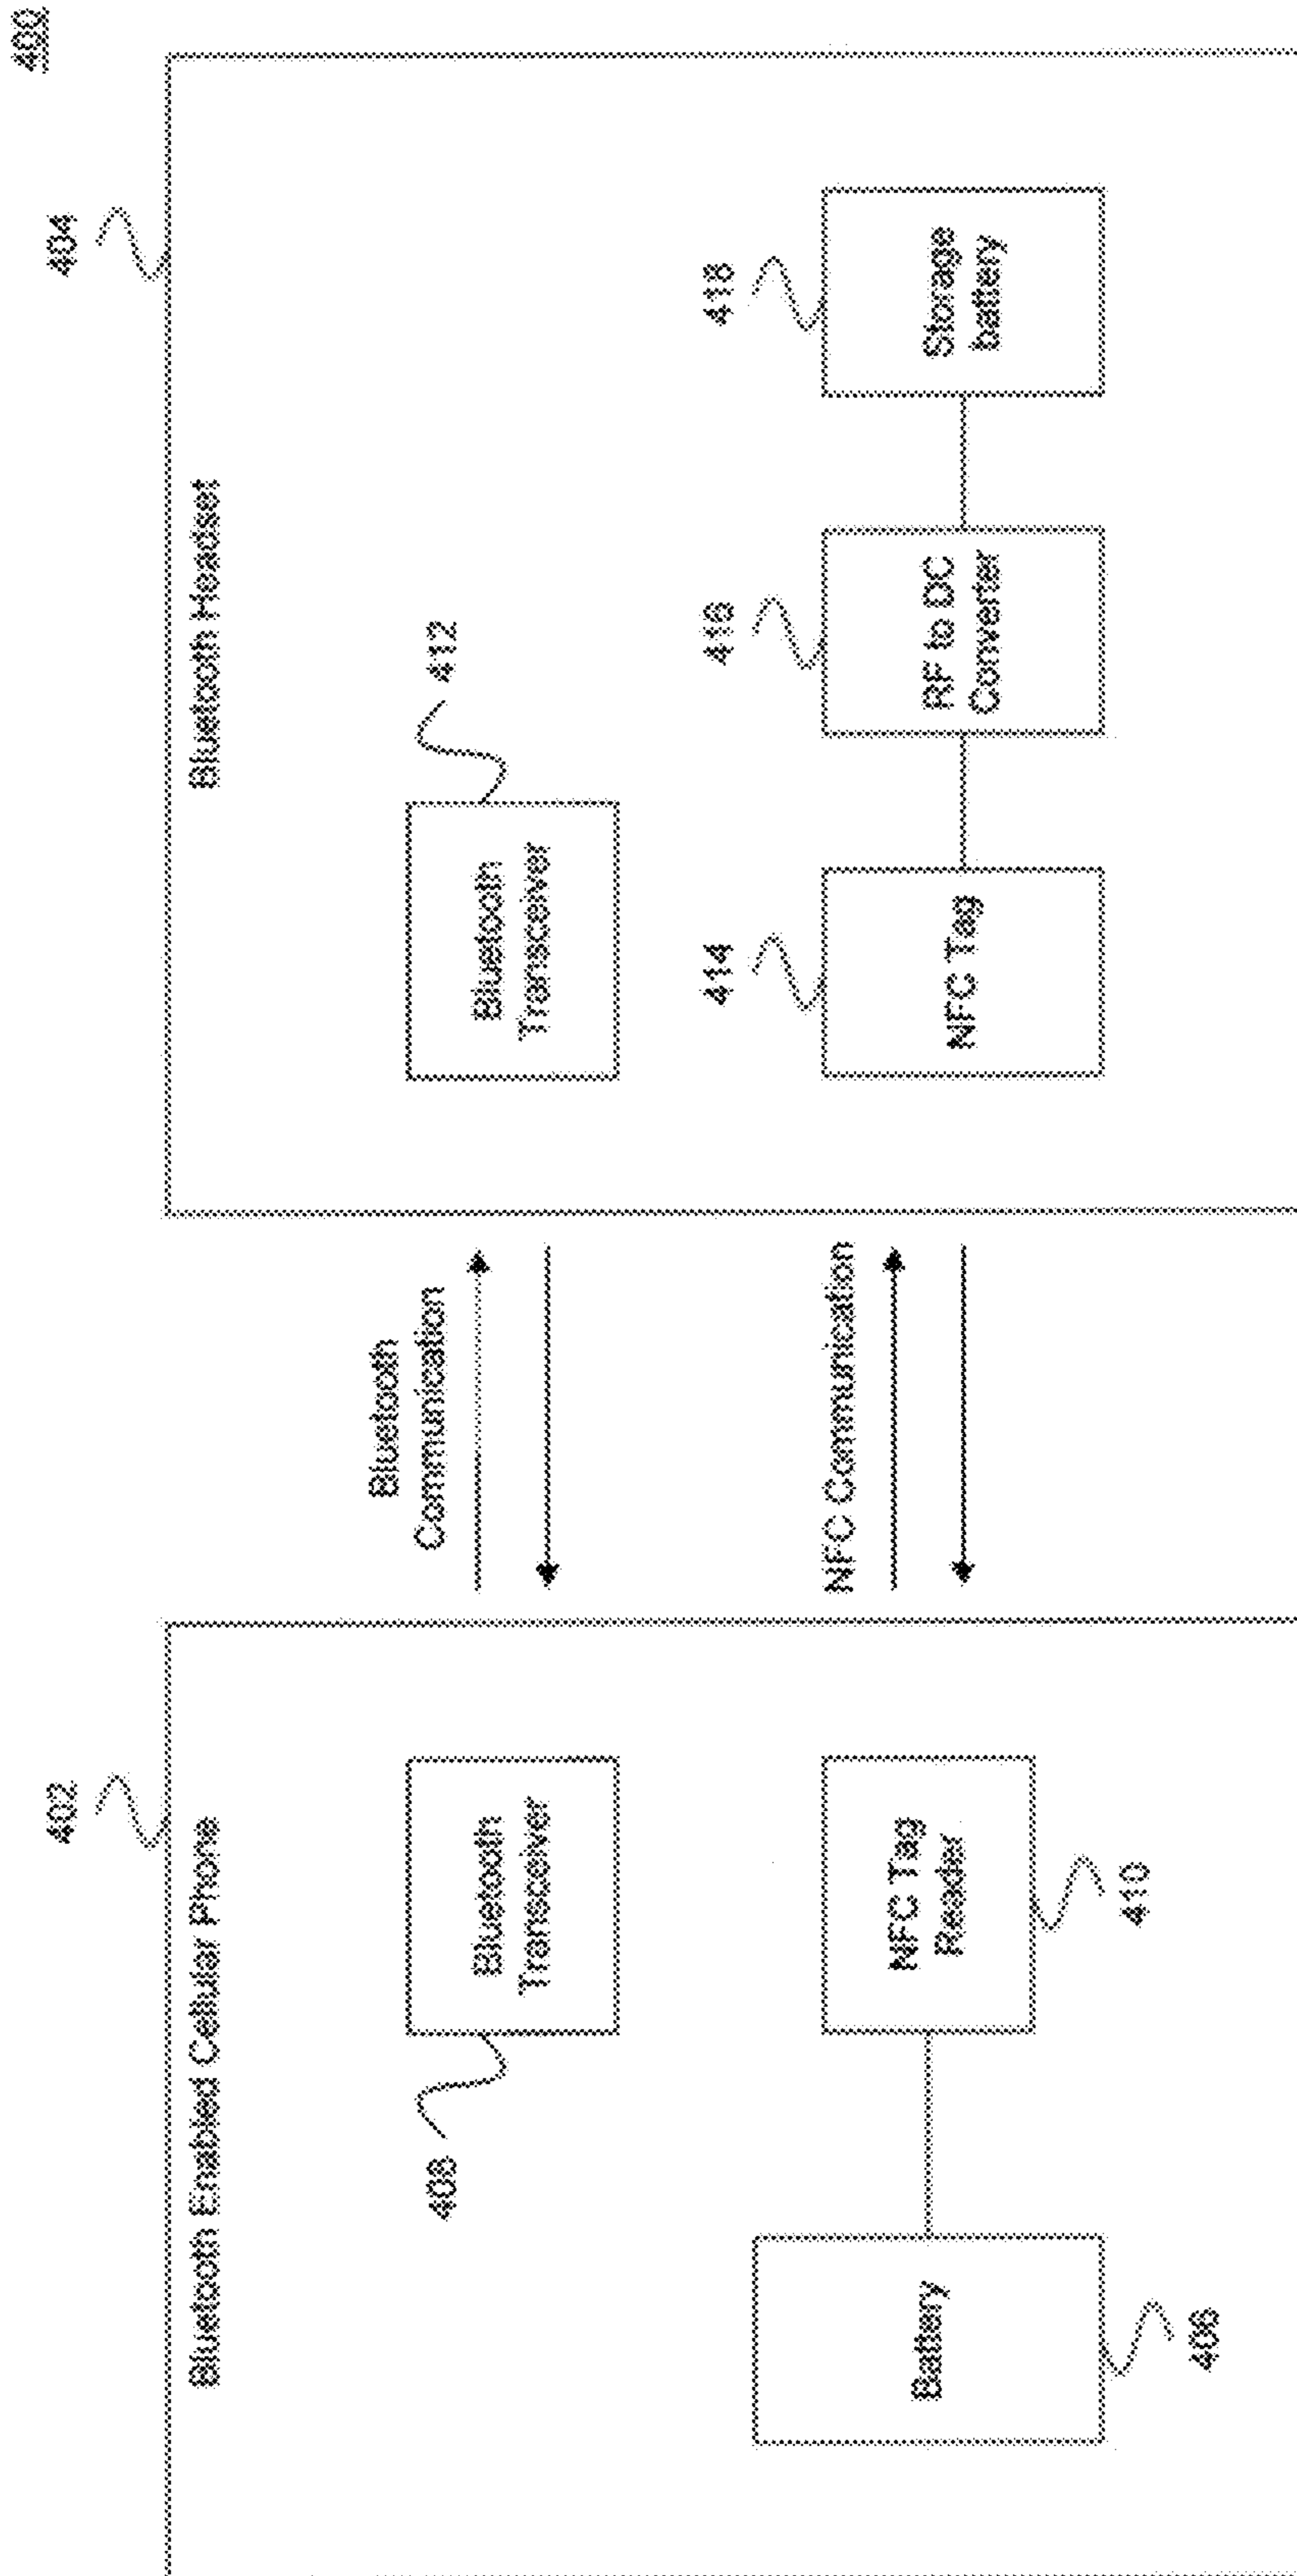 400
402
Bluetooth Enabled Cellular Phone
408
Bluetooth
Transceiver
Battery
406
NFC Tag
Reader
410
Bluetooth
Communication
NFC Communication
404
Bluetooth Headset
Bluetooth
Transceiver
412
414
NFC Tag
416
RF to DC
Converter
418
Storage
battery